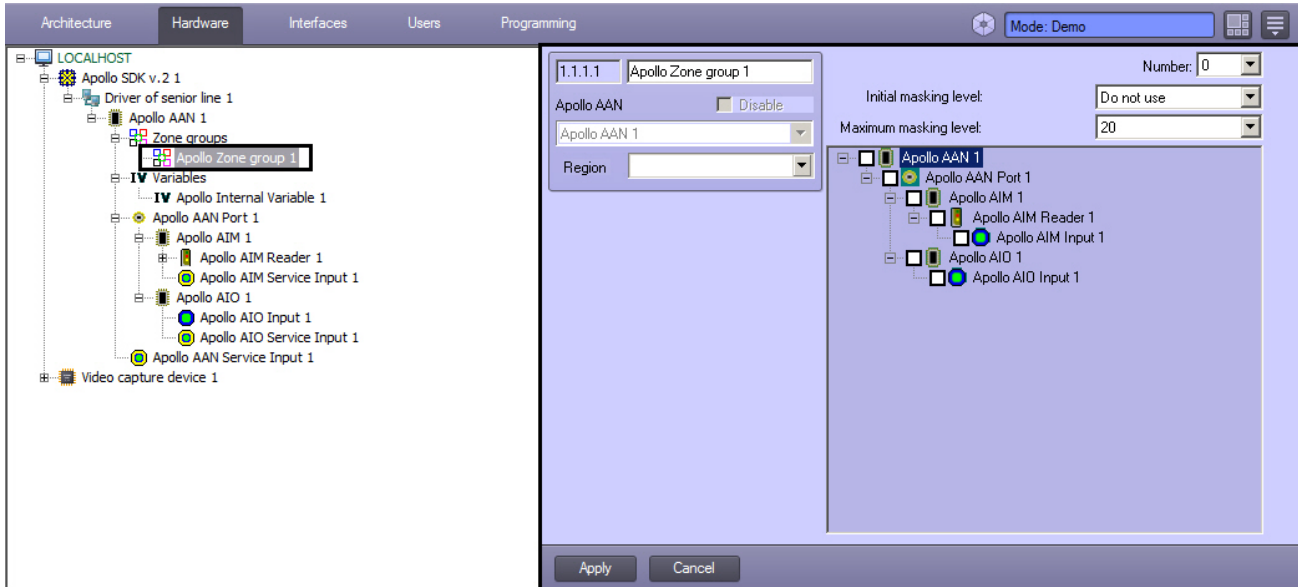 Architecture Hardware Interfaces Users Programming Mode: Demo
LOCALHOST
Apollo SDK v.2 1
Driver of senior line 1
Apollo AAN 1
Zone groups
Apollo Zone group 1
Variables
IV Apollo Internal Variable 1
Apollo AAN Port 1
Apollo AIM 1
Apollo AIM Reader 1
Apollo AIM Service Input 1
Apollo AIO 1
Apollo AIO Input 1
Apollo AIO Service Input 1
Apollo AAN Service Input 1
Video capture device 1
1.1.1.1 Apollo Zone group 1
Apollo AAN Disable
Apollo AAN 1
Region
Number: 0
Initial masking level: Do not use
Maximum masking level: 20
Apollo AAN 1
Apollo AAN Port 1
Apollo AIM 1
Apollo AIM Reader 1
Apollo AIM Input 1
Apollo AIO 1
Apollo AIO Input 1
Apply Cancel